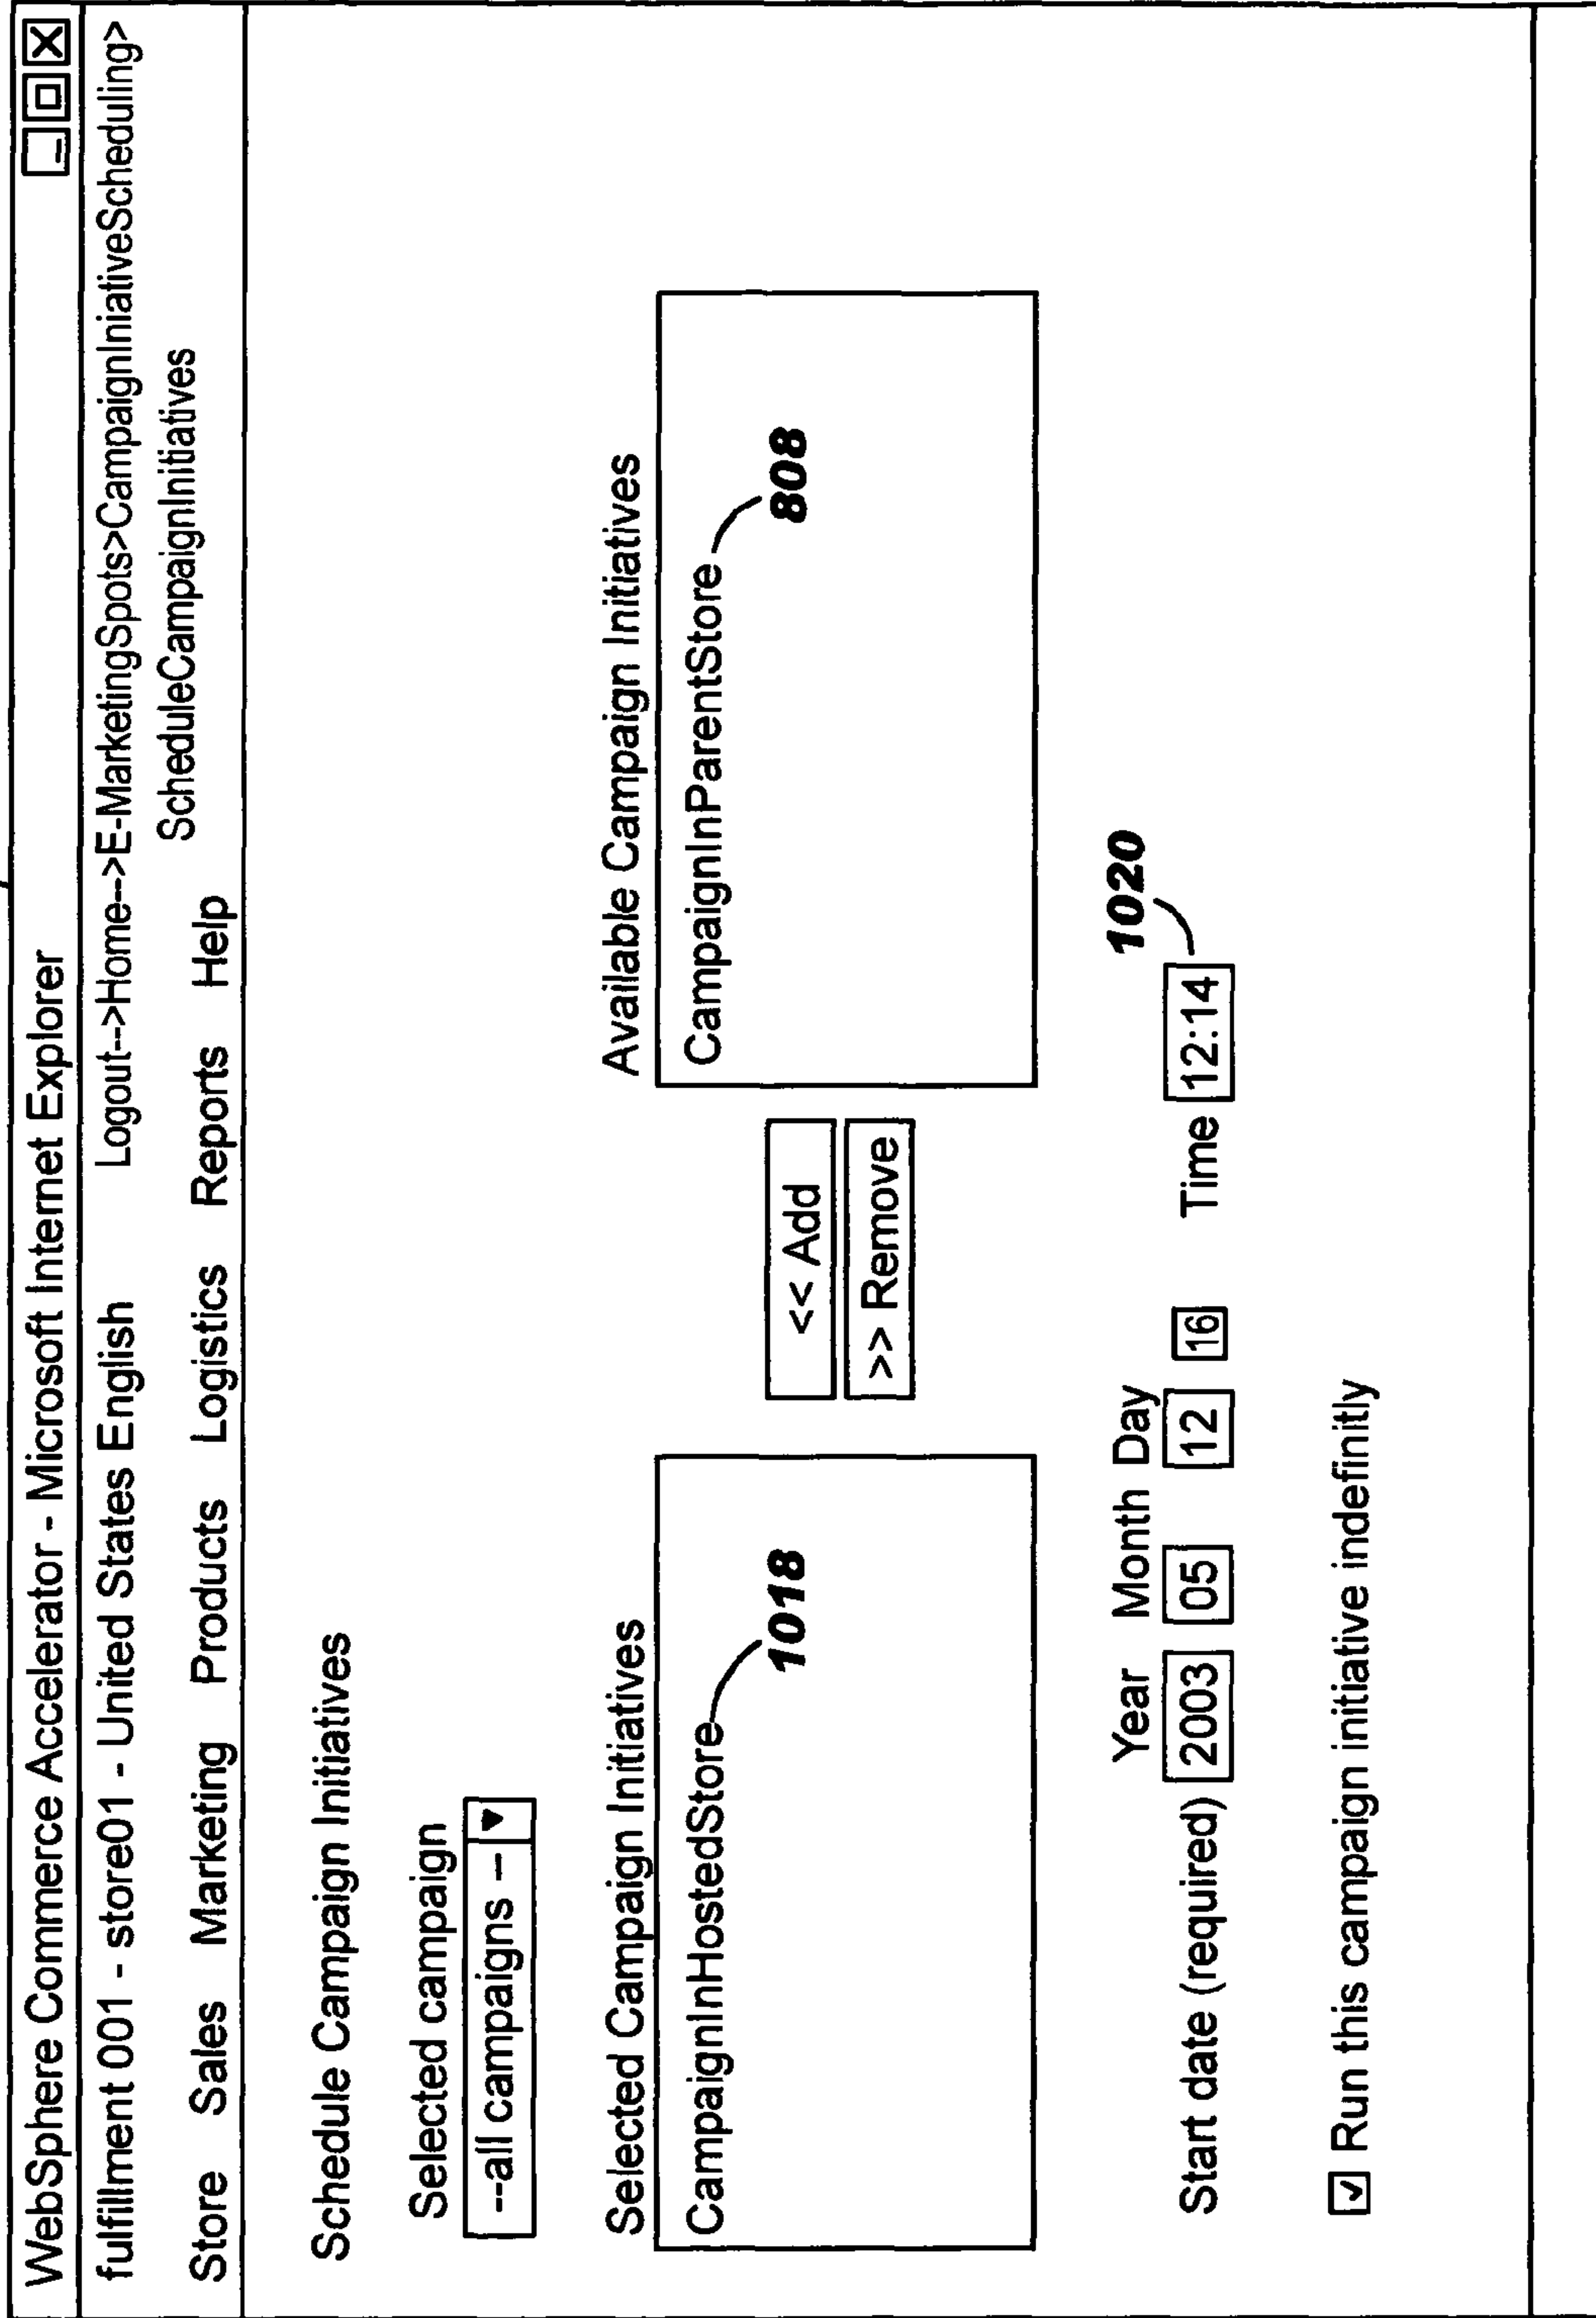 WebSphere Commerce Accelerator - Microsoft Internet Explorer
fulfillment 001 - store01 - United States English Logout-->Home-->E-MarketingSpots>CampaignIniativeScheduling>
ScheduleCampaignInitiatives
Store Sales Marketing Products Logistics Reports Help
Schedule Campaign Initiatives
Selected campaign
--all campaigns --
Selected Campaign Initiatives Available Campaign Initiatives
CampaignInHostedStore CampaignInParentStore
1018 808
<< Add
>> Remove
1020
Year Month Day
Start date (required) 2003 05 12 16 Time 12:14
Run this campaign initiative indefinitly